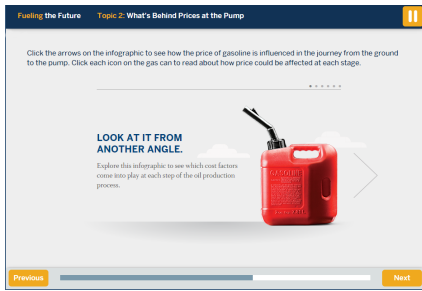 Fueling the Future Topic 2: What's Behind Prices at the Pump
Click the arrows on the infographic to see how the price of gasoline is influenced in the journey from the ground
to the pump. Click each icon on the gas can to read about how price could be affected at each stage.
LOOK AT IT FROM
ANOTHER ANGLE.
Explore this infographic to see which cost factors
come into play at each step of the oil production
process.
GASOLINE
Previous
Next